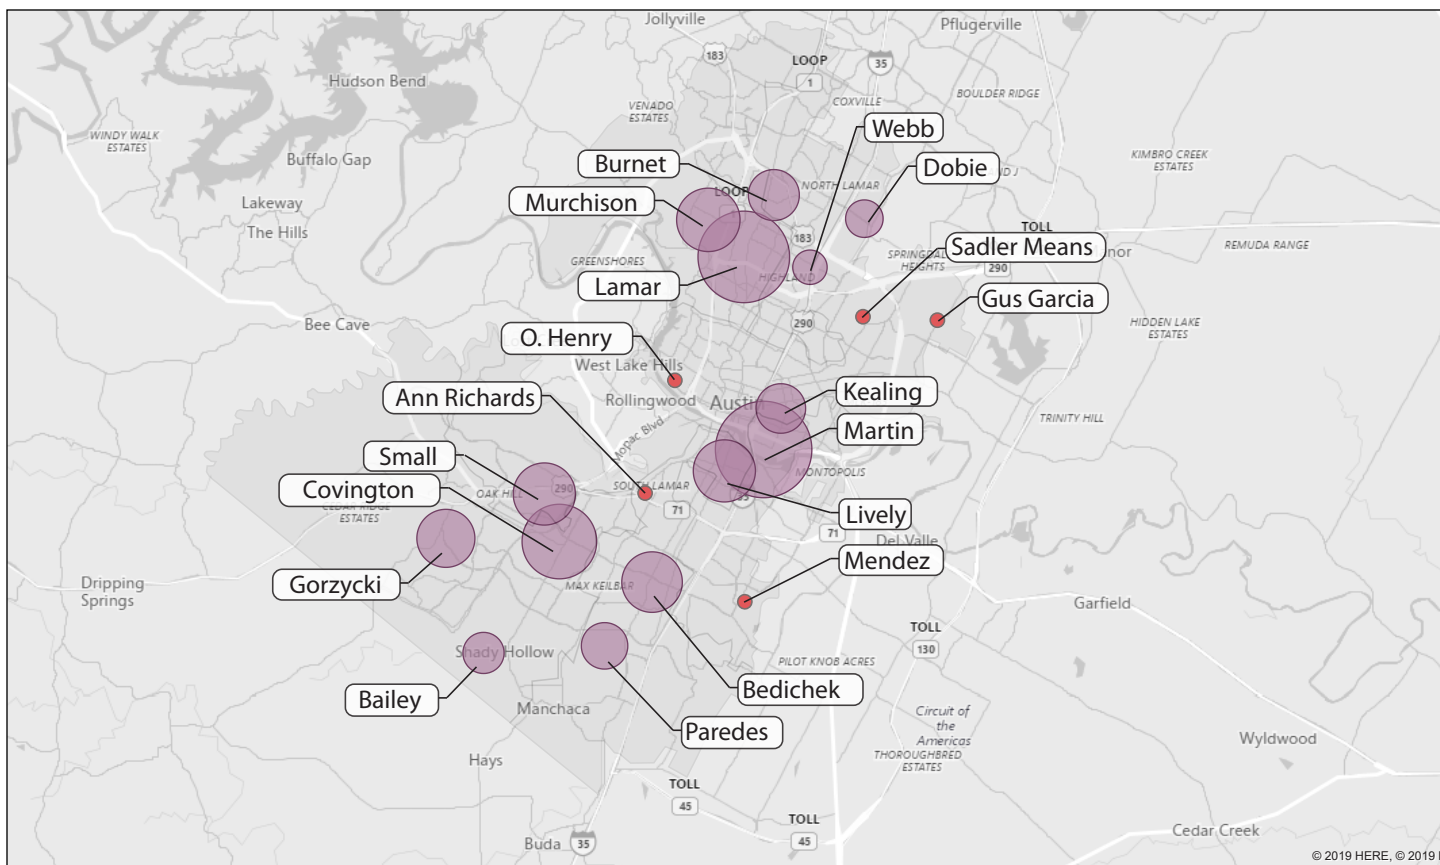 Jollyville
Pflugerville
183
LOOP
1
35
Hudson Bend
VENADO
ESTATES
COXVILLE
BOULDER RIDGE
WINDY WALK
ESTATES
Buffalo Gap
Webb
Burnet
Dobie
KIMBRO CREEK
ESTATES
Lakeway
The Hills
Murchison
LOOP
NORTH LAMAR
TOLL
183
Sadler Means
REMUDA RANGE
GREENSHORES
HIGHLAND
HEIGHTS
290
Lamar
Gus Garcia
Bee Cave
290
HIDDEN LAKE
ESTATES
O. Henry
West Lake Hills
Ann Richards
Rollingwood
Austin
Kealing
TRINITY HILL
Mopac Blvd
Martin
Small
MONTOPOLIS
Covington
OAK HILL
290
SOUTH LAMAR
ESTATES
71
Lively
71
Del Valle
Mendez
Gorzycki
MAX KEILBAR
Dripping
Springs
Garfield
TOLL
130
Shady Hollow
PILOT KNOB ACRES
Bailey
Bedichek
Manchaca
Paredes
Circuit of
the
Americas
THOROUGHBRED
ESTATES
Wyldwood
Hays
TOLL
45
TOLL
45
Buda
35
Cedar Creek
© 2019 HERE, © 2019